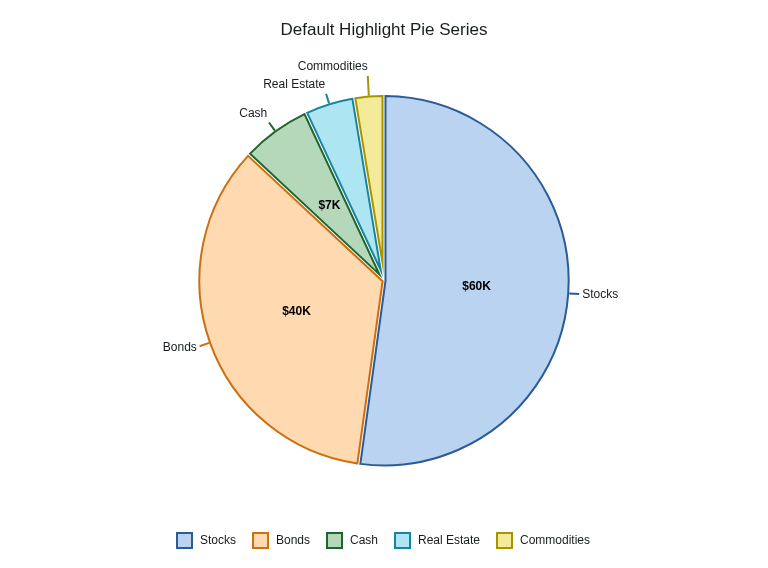 Default Highlight Pie Series
Commodities
Real Estate
Cash
$7K
$60K
Stocks
$40K
Bonds
Stocks
Bonds
Cash
Real Estate
Commodities